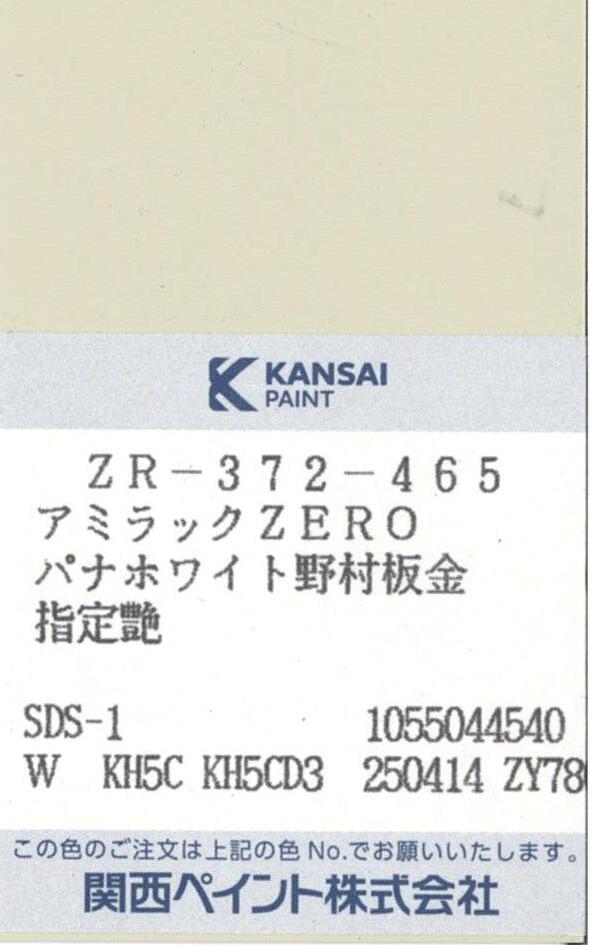 KANSAI
PAINT
ZR-372-465
アミラックZERO
パナホワイト野村板金
指定艶
SDS-1 1055044540
W KH5C KH5CD3 250414 ZY78
この色のご注文は上記の色No.でお願いいたします。
関西ペイント株式会社